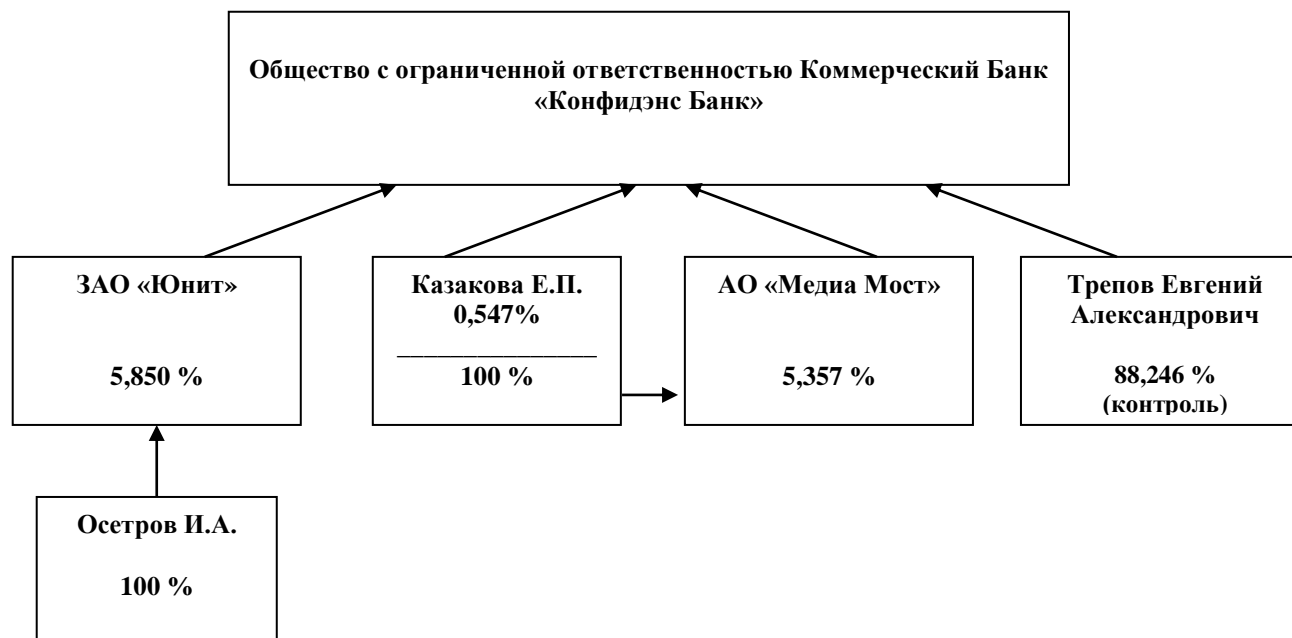 Общество с ограниченной ответственностью Коммерческий Банк
«Конфидэнс Банк»
ЗАО «Юнит»
5,850 %
Казакова Е.П.
0,547%
_______________
100 %
АО «Медиа Мост»
5,357 %
Трепов Евгений
Александрович
88,246 %
(контроль)
Осетров И.А.
100 %